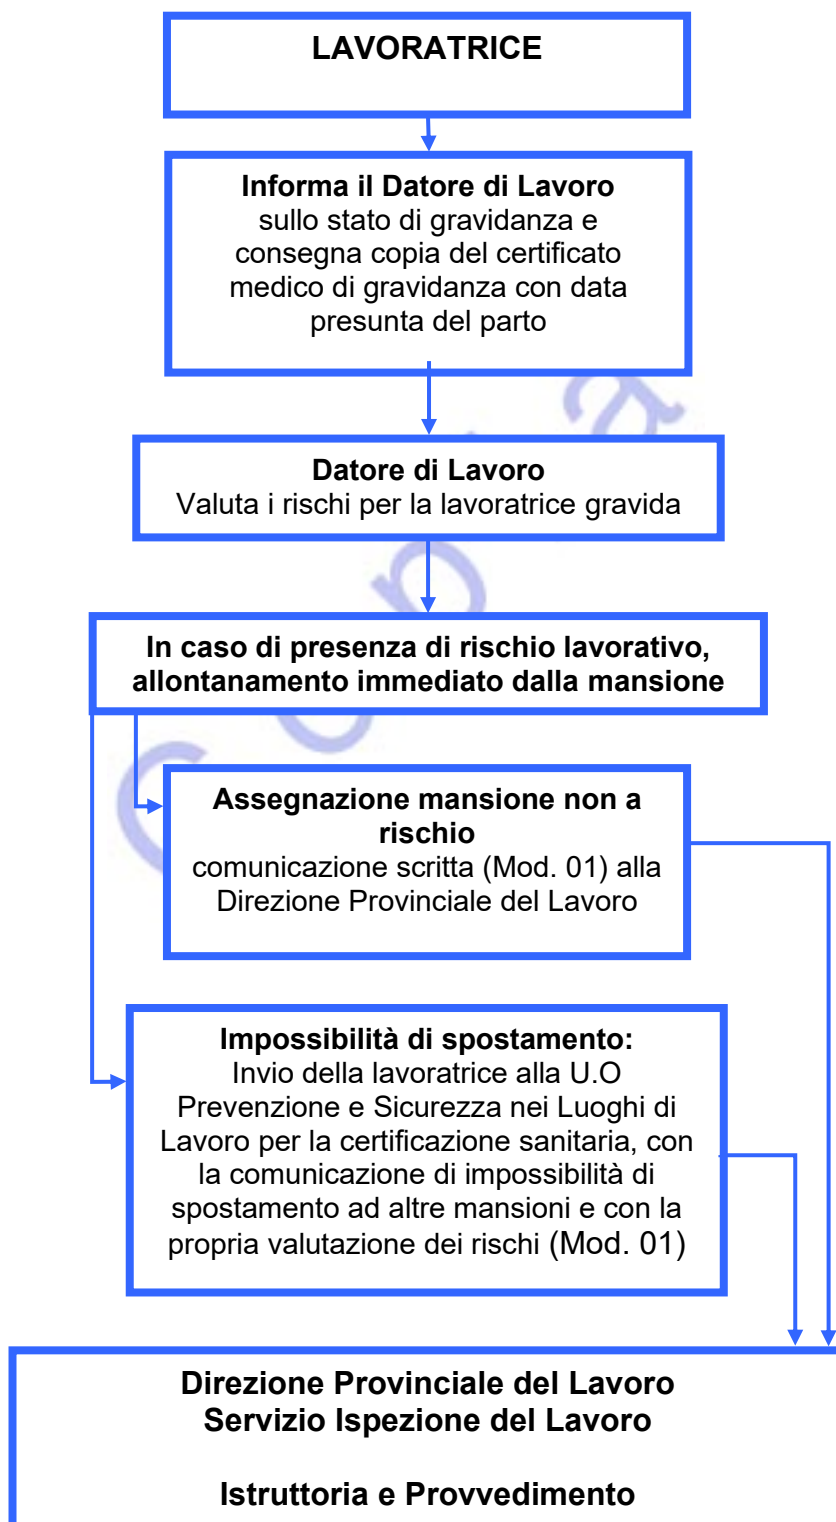 LAVORATRICE
Informa il Datore di Lavoro
sullo stato di gravidanza e
consegna copia del certificato
medico di gravidanza con data
presunta del parto
Datore di Lavoro
Valuta i rischi per la lavoratrice gravida
In caso di presenza di rischio lavorativo,
allontanamento immediato dalla mansione
Assegnazione mansione non a
rischio
comunicazione scritta (Mod. 01) alla
Direzione Provinciale del Lavoro
Impossibilità di spostamento:
Invio della lavoratrice alla U.O
Prevenzione e Sicurezza nei Luoghi di
Lavoro per la certificazione sanitaria, con
la comunicazione di impossibilità di
spostamento ad altre mansioni e con la
propria valutazione dei rischi (Mod. 01)
Direzione Provinciale del Lavoro
Servizio Ispezione del Lavoro
Istruttoria e Provvedimento
Copia